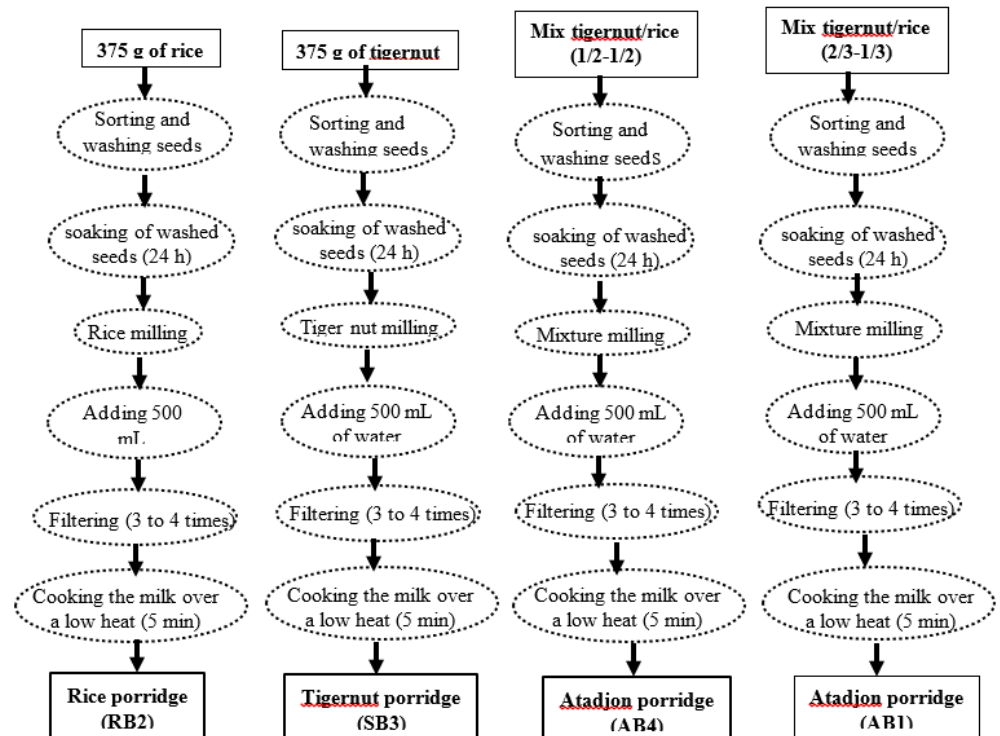 375 g of rice
Sorting and
washing seeds
soaking of washed
seeds (24 h)
Rice milling
Adding 500
mL
Filtering (3 to 4 times)
Cooking the milk over
a low heat (5 min)
Rice porridge
(RB2)
375 g of tigernut
Sorting and
washing seeds
soaking of washed
seeds (24 h)
Tiger nut milling
Adding 500 mL
of water
Filtering (3 to 4 times)
Cooking the milk over
a low heat (5 min)
Tigernut porridge
(SB3)
Mix tigernut/rice
(1/2-1/2)
Sorting and
washing seedS
soaking of washed
seeds (24 h)
Mixture milling
Adding 500 mL
of water
Filtering (3 to 4 times)
Cooking the milk over
a low heat (5 min)
Atadjon porridge
(AB4)
Mix tigernut/rice
(2/3-1/3)
Sorting and
washing seeds
soaking of washed
seeds (24 h)
Mixture milling
Adding 500 mL
of water
Filtering (3 to 4 times)
Cooking the milk over
a low heat (5 min)
Atadjon porridge
(AB1)